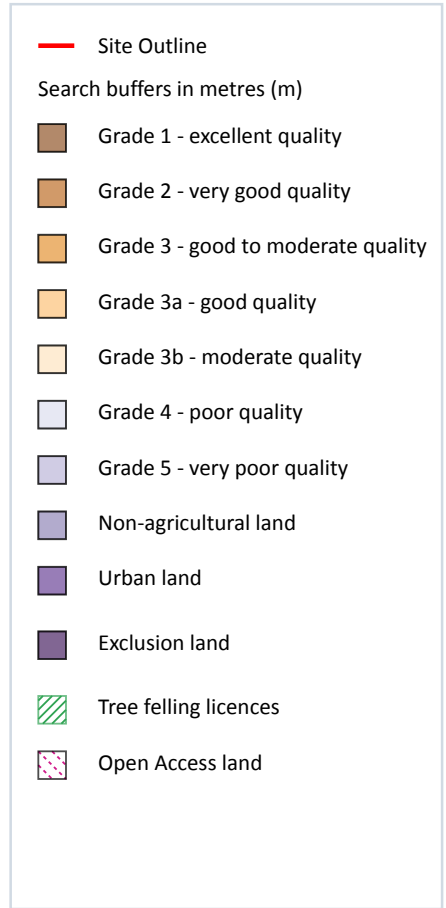 Site Outline
Search buffers in metres (m)
Grade 1 - excellent quality
Grade 2 - very good quality
Grade 3 - good to moderate quality
Grade 3a - good quality
Grade 3b - moderate quality
Grade 4 - poor quality
Grade 5 - very poor quality
Non-agricultural land
Urban land
Exclusion land
Tree felling licences
Open Access land